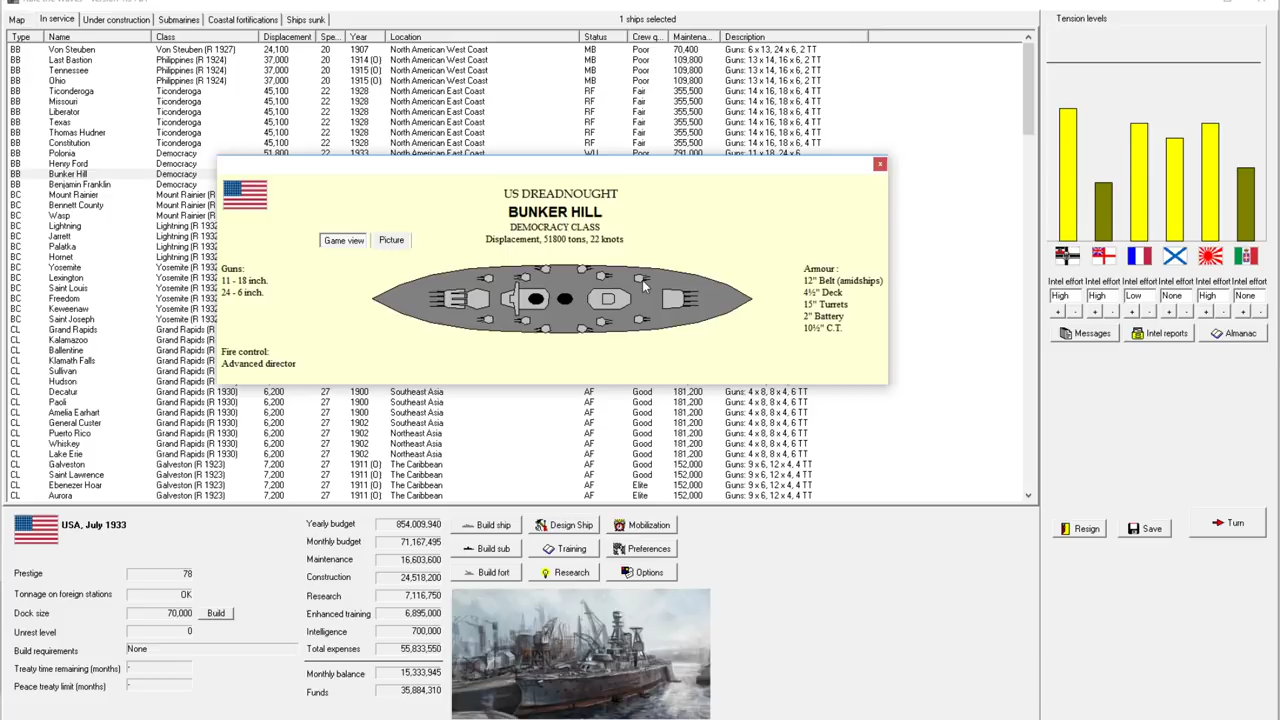 Map In service Under construction Submarines Coastal fortifications Ships sunk 1 ships selected Tension levels
Type Name Class Displacement Spe... Year Location Status Crew q... Maintena... Description
BB Von Steuben Von Steuben (R 1927) 24,100 20 1907 North American West Coast MB Poor 70,400 Guns: 6 x 13, 24 x 6, 2 TT
BB Last Bastion Philippines (R 1924) 37,000 20 1914 (O) North American West Coast MB Poor 109,800 Guns: 13 x 14, 16 x 6, 2 TT
BB Tennessee Philippines (R 1924) 37,000 20 1915 (O) North American West Coast MB Poor 109,800 Guns: 13 x 14, 16 x 6, 2 TT
BB Ohio Philippines (R 1924) 37,000 20 1915 (O) North American West Coast MB Poor 109,800 Guns: 13 x 14, 16 x 6, 2 TT
BB Ticonderoga Ticonderoga 45,100 22 1928 North American East Coast RF Fair 355,500 Guns: 14 x 16, 18 x 6, 4 TT
BB Missouri Ticonderoga 45,100 22 1928 North American East Coast RF Fair 355,500 Guns: 14 x 16, 18 x 6, 4 TT
BB Liberator Ticonderoga 45,100 22 1928 North American East Coast RF Fair 355,500 Guns: 14 x 16, 18 x 6, 4 TT
BB Texas Ticonderoga 45,100 22 1928 North American East Coast RF Fair 355,500 Guns: 14 x 16, 18 x 6, 4 TT
BB Thomas Hudner Ticonderoga 45,100 22 1928 North American East Coast RF Fair 355,500 Guns: 14 x 16, 18 x 6, 4 TT
BB Constitution Ticonderoga 45,100 22 1928 North American East Coast RF Fair 355,500 Guns: 14 x 16, 18 x 6, 4 TT
BB Polonia Democracy 51,800 22 1933 North American East Coast WU Poor 791,000 Guns: 11 x 18, 24 x 6
BB Henry Ford Democracy
BB Bunker Hill Democracy
BB Benjamin Franklin Democracy
BC Mount Rainier Mount Rainier (R
BC Bennett County Mount Rainier (R
BC Wasp Mount Rainier (R
BC Lightning Lightning (R 1932
BC Jarrett Lightning (R 1932
BC Palatka Lightning (R 1932
BC Hornet Lightning (R 1932
BC Yosemite Yosemite (R 1932
BC Lexington Yosemite (R 1932
BC Saint Louis Yosemite (R 1932
BC Freedom Yosemite (R 1932
BC Keweenaw Yosemite (R 1932
BC Saint Joseph Yosemite (R 1932
CL Grand Rapids Grand Rapids (R
CL Kalamazoo Grand Rapids (R
CL Ballentine Grand Rapids (R
CL Klamath Falls Grand Rapids (R
CL Sullivan Grand Rapids (R
CL Hudson Grand Rapids (R
CL Decatur Grand Rapids (R 1930) 6,200 27 1900 Southeast Asia AF Good 181,200 Guns: 4 x 8, 8 x 4, 6 TT
CL Paoli Grand Rapids (R 1930) 6,200 27 1902 Southeast Asia AF Good 181,200 Guns: 4 x 8, 8 x 4, 6 TT
CL Amelia Earhart Grand Rapids (R 1930) 6,200 27 1902 Southeast Asia AF Good 181,200 Guns: 4 x 8, 8 x 4, 6 TT
CL General Custer Grand Rapids (R 1930) 6,200 27 1902 Southeast Asia AF Good 181,200 Guns: 4 x 8, 8 x 4, 6 TT
CL Puerto Rico Grand Rapids (R 1930) 6,200 27 1902 Northeast Asia AF Good 181,200 Guns: 4 x 8, 8 x 4, 6 TT
CL Whiskey Grand Rapids (R 1930) 6,200 27 1902 Northeast Asia AF Good 181,200 Guns: 4 x 8, 8 x 4, 6 TT
CL Lake Erie Grand Rapids (R 1930) 6,200 27 1902 Northeast Asia AF Good 181,200 Guns: 4 x 8, 8 x 4, 6 TT
CL Galveston Galveston (R 1923) 7,200 27 1911 (O) The Caribbean AF Good 152,000 Guns: 9 x 6, 12 x 4, 4 TT
CL Saint Lawrence Galveston (R 1923) 7,200 27 1911 (O) The Caribbean AF Good 152,000 Guns: 9 x 6, 12 x 4, 4 TT
CL Ebenezer Hoar Galveston (R 1923) 7,200 27 1911 (O) The Caribbean AF Elite 152,000 Guns: 9 x 6, 12 x 4, 4 TT
CL Aurora Galveston (R 1923) 7,200 27 1911 (O) The Caribbean AF Elite 152,000 Guns: 9 x 6, 12 x 4, 4 TT
US DREADNOUGHT
BUNKER HILL
DEMOCRACY CLASS
Displacement, 51800 tons, 22 knots
Game view Picture
Guns:
11 - 18 inch.
24 - 6 inch.
Armour :
12" Belt (amidships)
4½" Deck
15" Turrets
2" Battery
10½" C.T.
Fire control:
Advanced director
Intel effort Intel effort Intel effort Intel effort Intel effort Intel effort
High High Low None High None
+ - + - + - + - + - + -
Messages Intel reports Almanac
Resign Save Turn
USA, July 1933
Prestige 78
Tonnage on foreign stations OK
Dock size 70,000 Build
Unrest level 0
Build requirements None
Treaty time remaining (months) -
Peace treaty limit (months) -
Yearly budget 854,009,940
Monthly budget 71,167,495
Maintenance 16,603,600
Construction 24,518,200
Research 7,116,750
Enhanced training 6,895,000
Intelligence 700,000
Total expenses 55,833,550
Monthly balance 15,333,945
Funds 35,884,310
Build ship Design Ship Mobilization
Build sub Training Preferences
Build fort Research Options